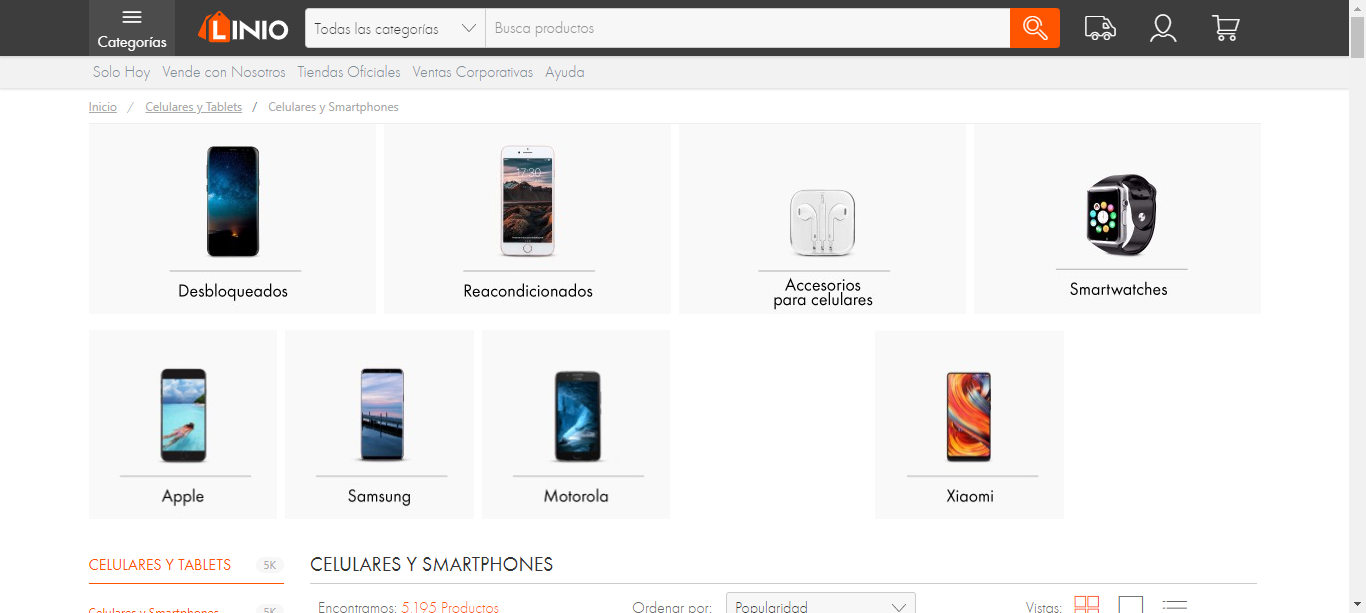 Categorías
LINIO
Todas las categorías
Busca productos
Solo Hoy Vende con Nosotros Tiendas Oficiales Ventas Corporativas Ayuda
Inicio / Celulares y Tablets / Celulares y Smartphones
17:30
Desbloqueados
Reacondicionados
Accesorios
para celulares
Smartwatches
Apple
Samsung
Motorola
Xiaomi
CELULARES Y TABLETS 5K
CELULARES Y SMARTPHONES
Celulares y Smartphones 5K
Encontramos: 5,195 Productos
Ordenar por: Popularidad
Vistas: